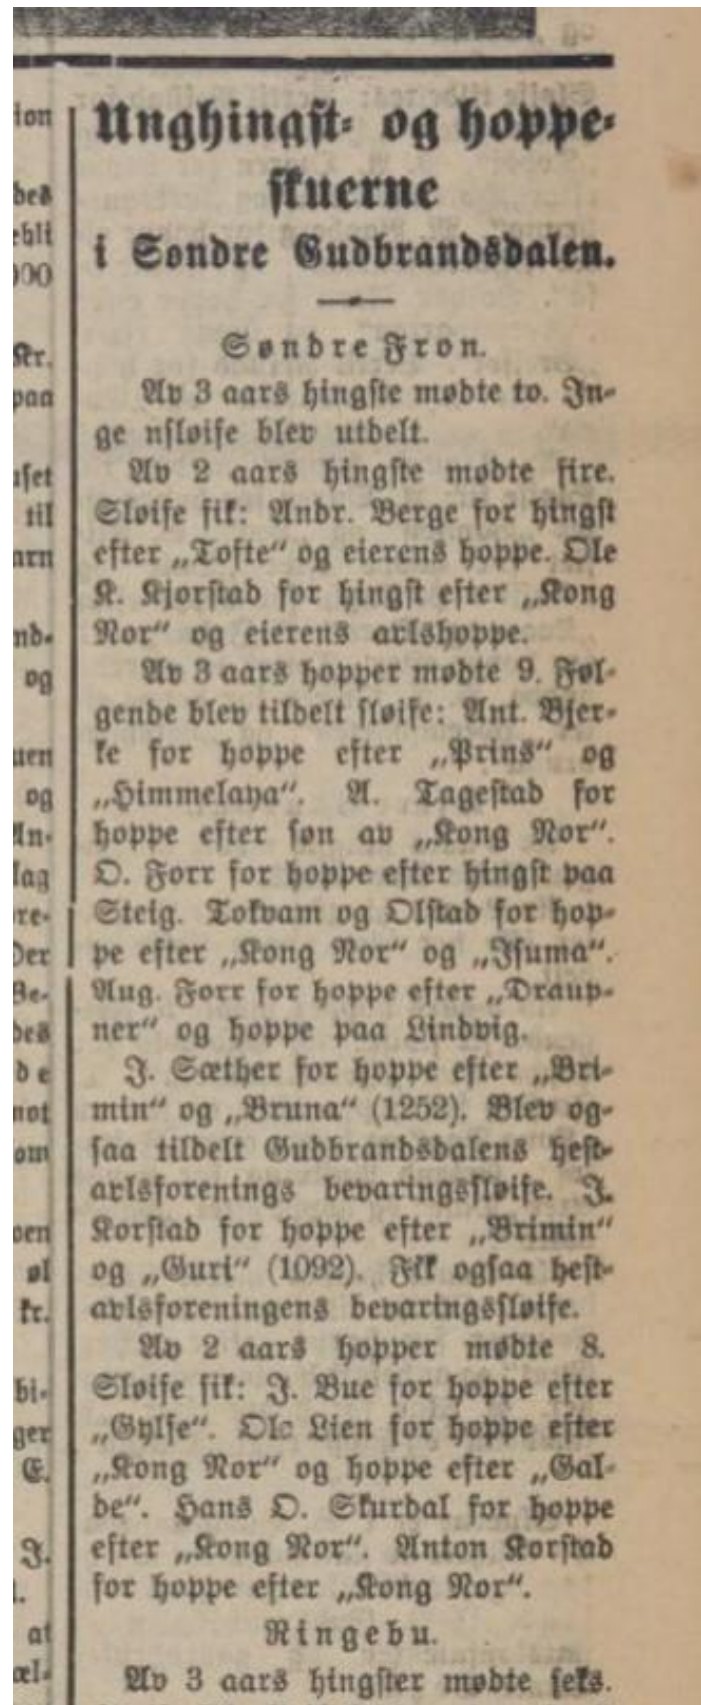 Unghingst- og hoppe-
skuerne
i Søndre Gudbrandsdalen.
Søndre Fron.
Av 3 aars hingste mødte to. In-
ge nsløife blev utdelt.
Av 2 aars hingste mødte fire.
Sløife fik: Andr. Berge for hingst
efter „Tofte“ og eierens hoppe. Ole
K. Kjorstad for hingst efter „Kong
Nor“ og eierens avlshoppe.
Av 3 aars hopper mødte 9. Føl-
gende blev tildelt sløife: Ant. Bjer-
ke for hoppe efter „Prins“ og
„Himmelaya“. A. Tagestad for
hoppe efter søn av „Kong Nor“.
O. Forr for hoppe efter hingst paa
Steig. Tokvam og Olstad for hop-
pe efter „Kong Nor“ og „Isuma“.
Aug. Forr for hoppe efter „Draup-
ner“ og hoppe paa Lindvig.
J. Sæther for hoppe efter „Bri-
min“ og „Bruna“ (1252). Blev og-
saa tildelt Gudbrandsdalens hest-
avlsforenings bevaringssløife. J.
Korstad for hoppe efter „Brimin“
og „Guri“ (1092). Fik ogsaa hest-
avlsforeningens bevaringssløife.
Av 2 aars hopper mødte 8.
Sløife fik: J. Bue for hoppe efter
„Gylfe“. Ole Lien for hoppe efter
„Kong Nor“ og hoppe efter „Gal-
de“. Hans O. Skurdal for hoppe
efter „Kong Nor“. Anton Korstad
for hoppe efter „Kong Nor“.
Ringebu.
Av 3 aars hingster mødte seks.